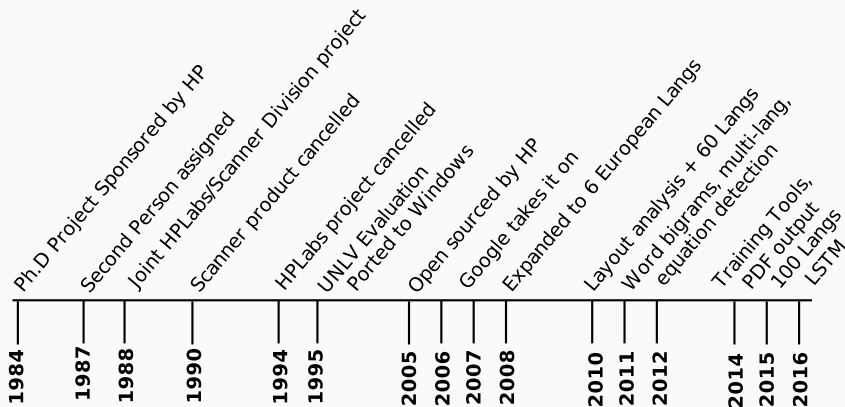 Ph.D Project Sponsored by HP
Second Person assigned
Joint HPLabs/Scanner Division project
Scanner product cancelled
HPLabs project cancelled
UNLV Evaluation
Ported to Windows
Open sourced by HP
Google takes it on
Expanded to 6 European Langs
Layout analysis + 60 Langs
Word bigrams, multi-lang,
equation detection
Training Tools,
PDF output
100 Langs
LSTM
1984
1987
1988
1990
1994
1995
2005
2006
2007
2008
2010
2011
2012
2014
2015
2016